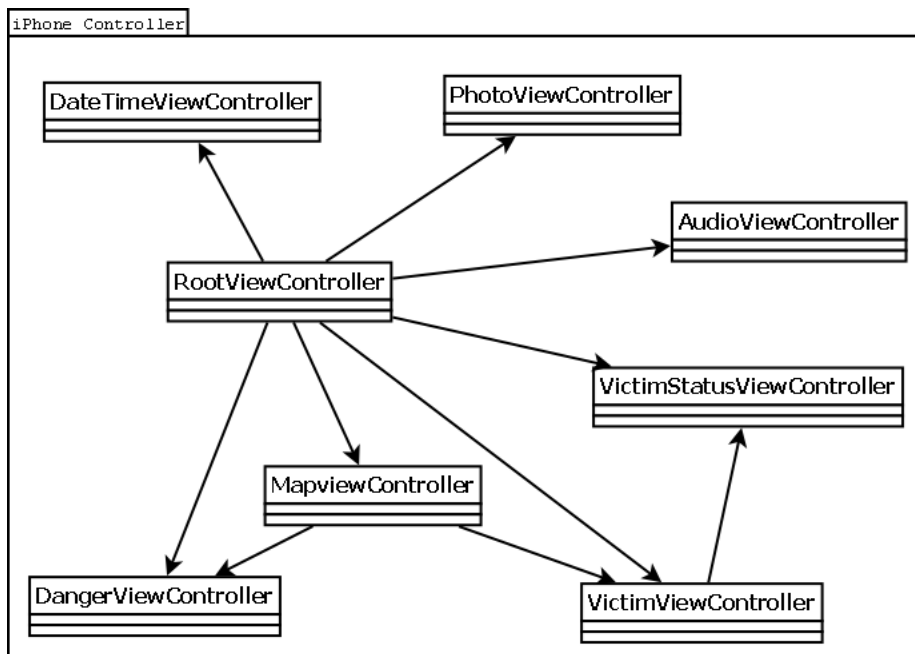 iPhone Controller
DateTimeViewController
PhotoViewController
AudioViewController
RootViewController
VictimStatusViewController
MapviewController
DangerViewController
VictimViewController